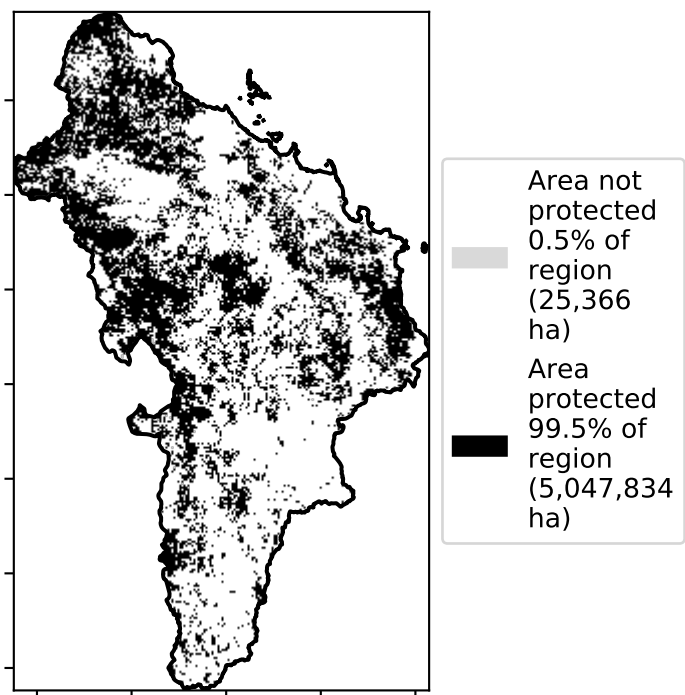 Area not
protected
0.5% of
region
(25,366
ha)
Area
protected
99.5% of
region
(5,047,834
ha)